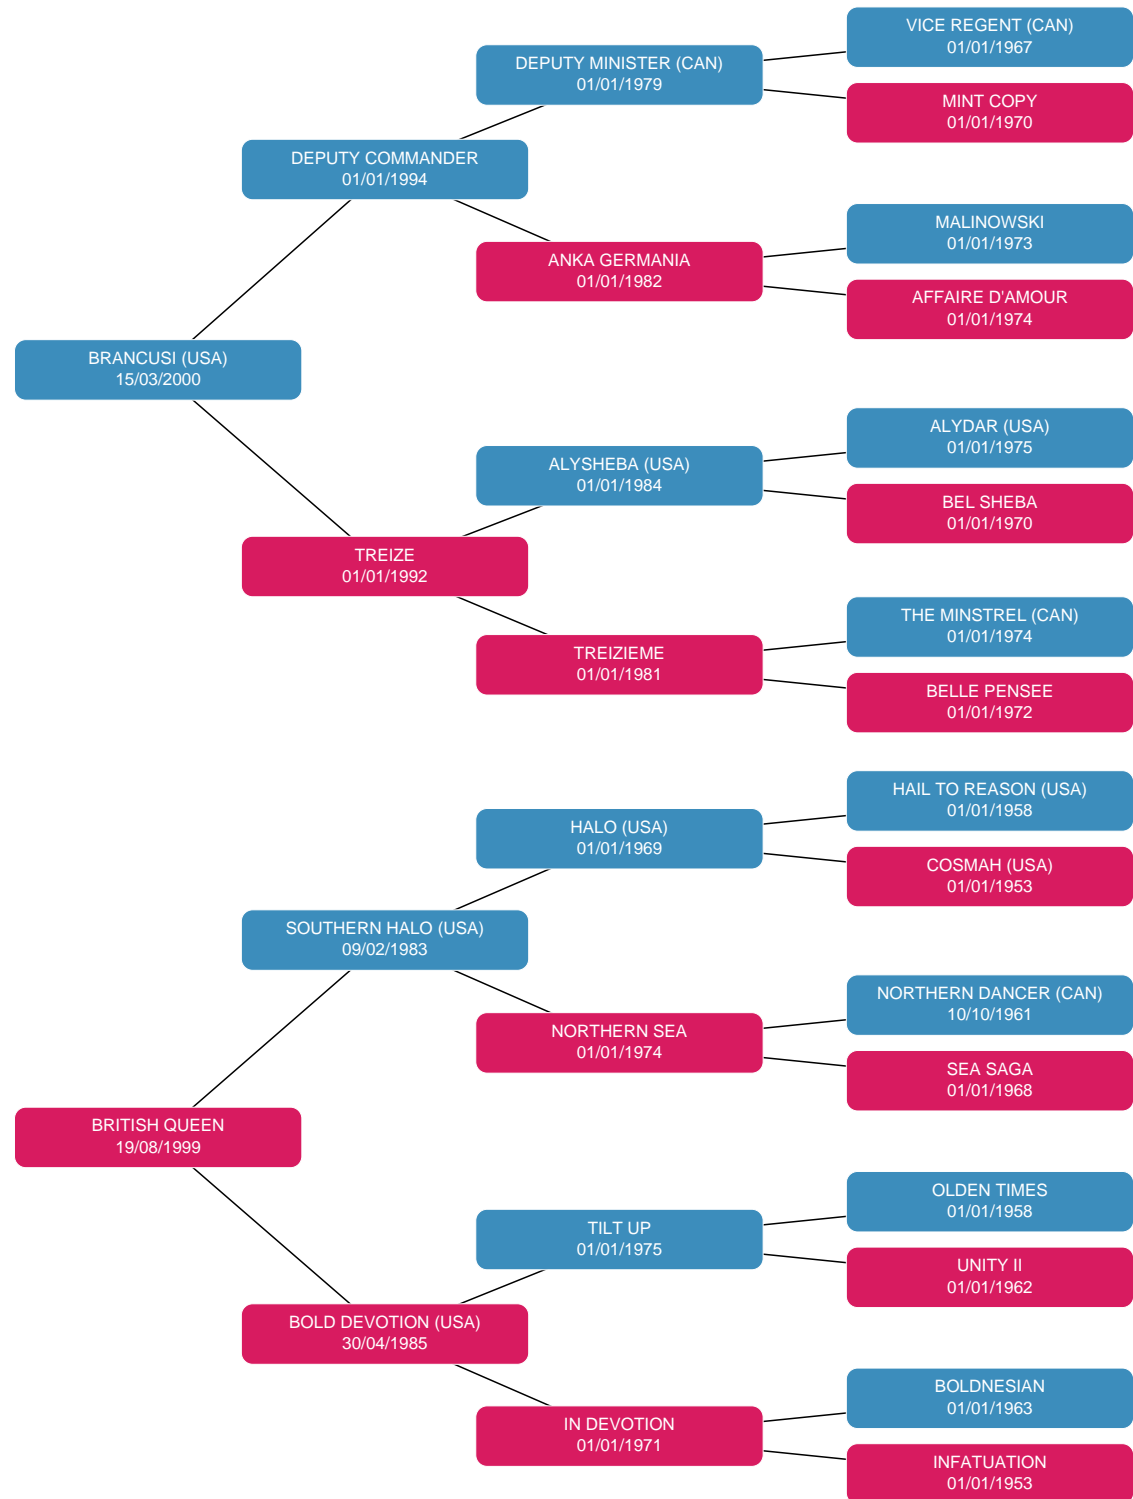 VICE REGENT (CAN)
01/01/1967
DEPUTY MINISTER (CAN)
01/01/1979
MINT COPY
01/01/1970
DEPUTY COMMANDER
01/01/1994
MALINOWSKI
01/01/1973
ANKA GERMANIA
01/01/1982
AFFAIRE D'AMOUR
01/01/1974
BRANCUSI (USA)
15/03/2000
ALYDAR (USA)
01/01/1975
ALYSHEBA (USA)
01/01/1984
BEL SHEBA
01/01/1970
TREIZE
01/01/1992
THE MINSTREL (CAN)
01/01/1974
TREIZIEME
01/01/1981
BELLE PENSEE
01/01/1972
HAIL TO REASON (USA)
01/01/1958
HALO (USA)
01/01/1969
COSMAH (USA)
01/01/1953
SOUTHERN HALO (USA)
09/02/1983
NORTHERN DANCER (CAN)
10/10/1961
NORTHERN SEA
01/01/1974
SEA SAGA
01/01/1968
BRITISH QUEEN
19/08/1999
OLDEN TIMES
01/01/1958
TILT UP
01/01/1975
UNITY II
01/01/1962
BOLD DEVOTION (USA)
30/04/1985
BOLDNESIAN
01/01/1963
IN DEVOTION
01/01/1971
INFATUATION
01/01/1953